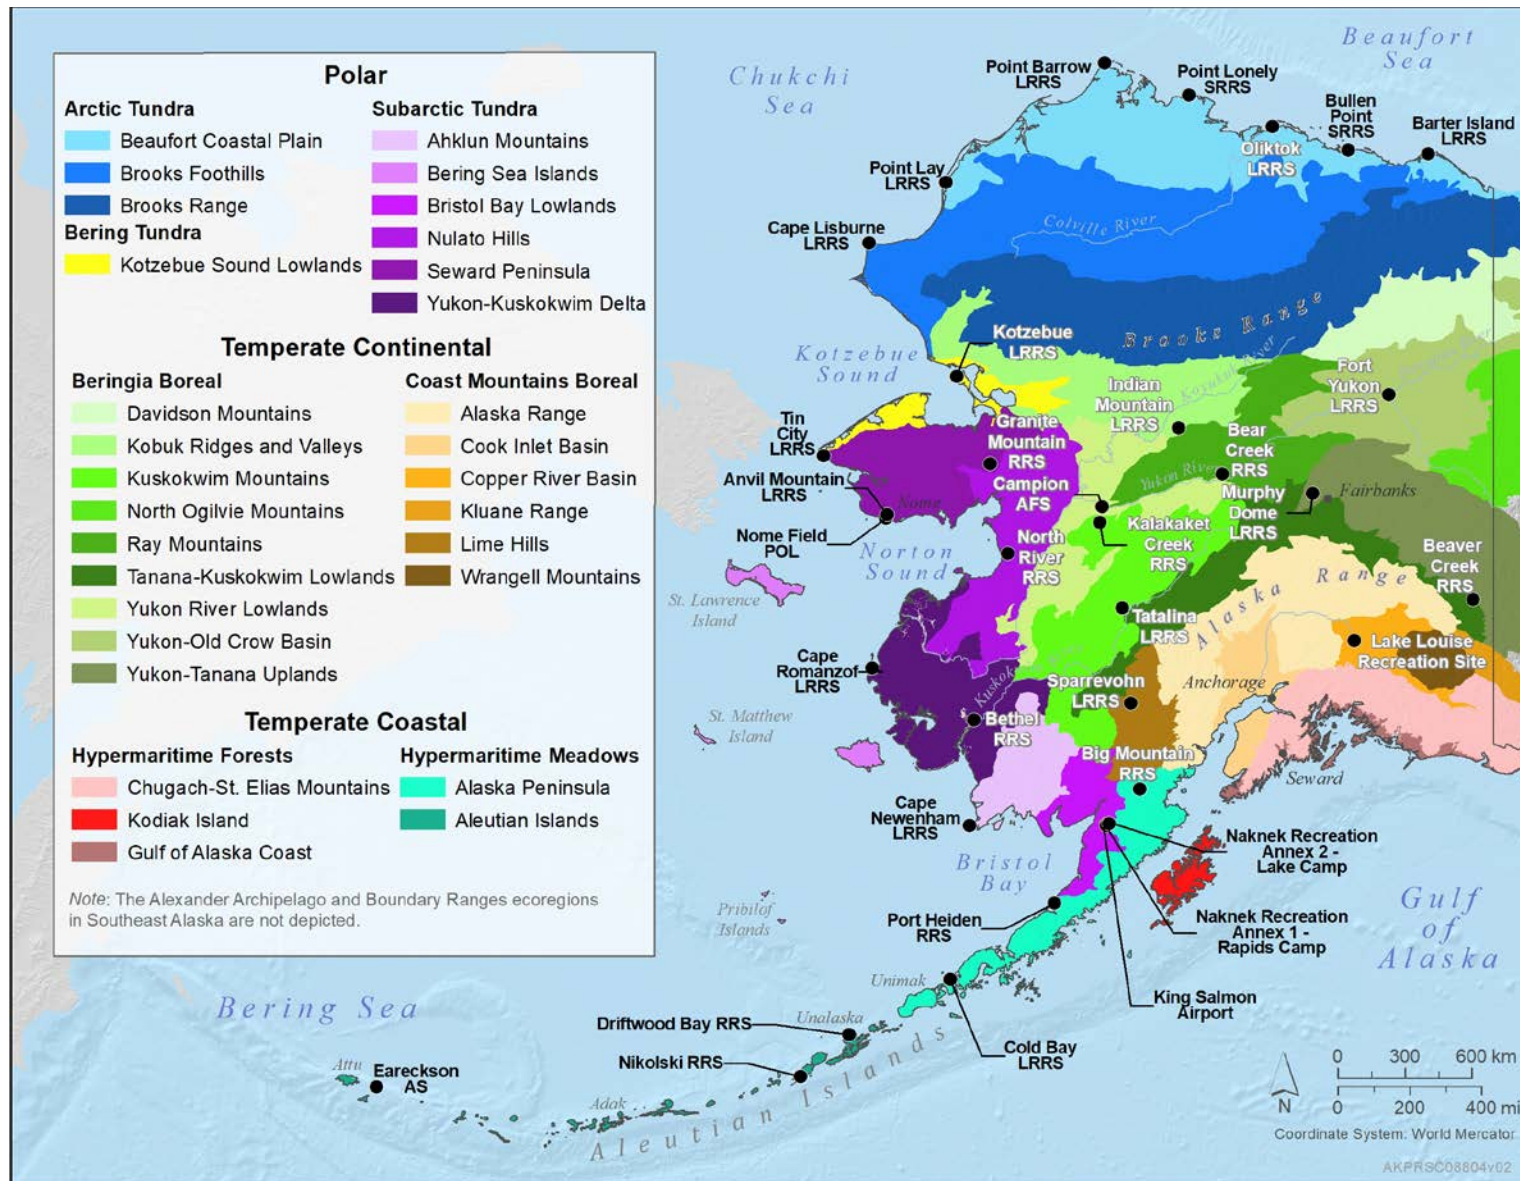 Polar
Arctic Tundra
Beaufort Coastal Plain
Brooks Foothills
Brooks Range
Bering Tundra
Kotzebue Sound Lowlands
Subarctic Tundra
Ahklun Mountains
Bering Sea Islands
Bristol Bay Lowlands
Nulato Hills
Seward Peninsula
Yukon-Kuskokwim Delta
Temperate Continental
Beringia Boreal
Davidson Mountains
Kobuk Ridges and Valleys
Kuskokwim Mountains
North Ogilvie Mountains
Ray Mountains
Tanana-Kuskokwim Lowlands
Yukon River Lowlands
Yukon-Old Crow Basin
Yukon-Tanana Uplands
Coast Mountains Boreal
Alaska Range
Cook Inlet Basin
Copper River Basin
Kluane Range
Lime Hills
Wrangell Mountains
Temperate Coastal
Hypermaritime Forests
Chugach-St. Elias Mountains
Kodiak Island
Gulf of Alaska Coast
Hypermaritime Meadows
Alaska Peninsula
Aleutian Islands
Note: The Alexander Archipelago and Boundary Ranges ecoregions
in Southeast Alaska are not depicted.
Chukchi
Sea
Beaufort
Sea
Point Barrow
LRRS
Point Lonely
SRRS
Bullen
Point
SRRS
Barter Island
LRRS
Oliktok
LRRS
Point Lay
LRRS
Colville River
Cape Lisburne
LRRS
Brooks Range
Kotzebue
LRRS
Kotzebue
Sound
Koyukuk River
Indian
Mountain
LRRS
Fort
Yukon
LRRS
Tin
City
LRRS
Granite
Mountain
RRS
Bear
Creek
RRS
Anvil Mountain
LRRS
Campion
AFS
Yukon River
Murphy
Dome
LRRS
Fairbanks
Nome
Nome Field
POL
Norton
Sound
North
River
RRS
Kalakaket
Creek
RRS
Beaver
Creek
RRS
St. Lawrence
Island
Tatalina
LRRS
Alaska Range
Lake Louise
Recreation Site
Cape
Romanzof
LRRS
Kuskok
Sparrevohn
LRRS
Anchorage
St. Matthew
Island
Bethel
RRS
Big Mountain
RRS
Seward
Cape
Newenham
LRRS
Bristol
Bay
Naknek Recreation
Annex 2 -
Lake Camp
Pribilof
Islands
Port Heiden
RRS
Naknek Recreation
Annex 1 -
Rapids Camp
Gulf
of
Alaska
Unimak
King Salmon
Airport
Bering Sea
Unalaska
Driftwood Bay RRS
Cold Bay
LRRS
Nikolski RRS
Attu
Eareckson
AS
Adak
Aleutian Islands
N
0 300 600 km
0 200 400 mi
Coordinate System: World Mercator
AKPRSC08804v02